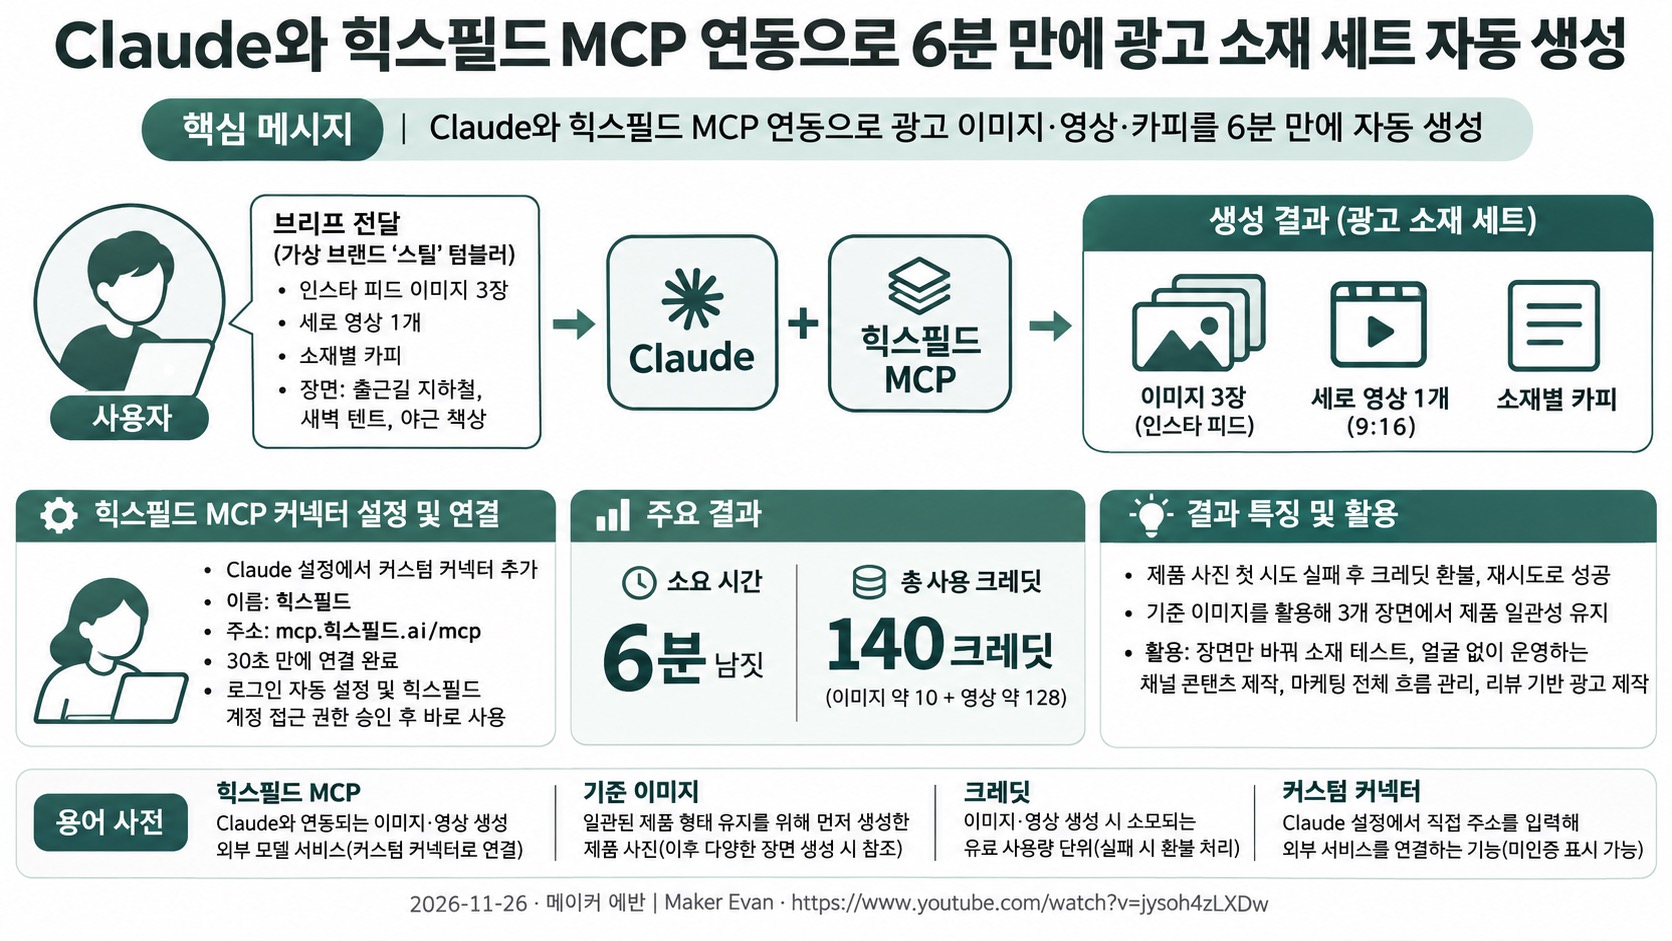 Claude와 힉스필드 MCP 연동으로 6분 만에 광고 소재 세트 자동 생성
핵심 메시지 | Claude와 힉스필드 MCP 연동으로 광고 이미지·영상·카피를 6분 만에 자동 생성
사용자
브리프 전달
(가상 브랜드 ‘스틸’ 텀블러)
• 인스타 피드 이미지 3장
• 세로 영상 1개
• 소재별 카피
• 장면: 출근길 지하철,
새벽 텐트, 야근 책상
Claude
+
힉스필드
MCP
생성 결과 (광고 소재 세트)
이미지 3장
(인스타 피드)
세로 영상 1개
(9:16)
소재별 카피
힉스필드 MCP 커넥터 설정 및 연결
• Claude 설정에서 커스텀 커넥터 추가
• 이름: 힉스필드
• 주소: mcp.힉스필드.ai/mcp
• 30초 만에 연결 완료
• 로그인 자동 설정 및 힉스필드
계정 접근 권한 승인 후 바로 사용
주요 결과
소요 시간
6분 남짓
총 사용 크레딧
140 크레딧
(이미지 약 10 + 영상 약 128)
결과 특징 및 활용
• 제품 사진 첫 시도 실패 후 크레딧 환불, 재시도로 성공
• 기준 이미지를 활용해 3개 장면에서 제품 일관성 유지
• 활용: 장면만 바꿔 소재 테스트, 얼굴 없이 운영하는
채널 콘텐츠 제작, 마케팅 전체 흐름 관리, 리뷰 기반 광고 제작
용어 사전
힉스필드 MCP
Claude와 연동되는 이미지·영상 생성
외부 모델 서비스(커스텀 커넥터로 연결)
기준 이미지
일관된 제품 형태 유지를 위해 먼저 생성한
제품 사진(이후 다양한 장면 생성 시 참조)
크레딧
이미지·영상 생성 시 소모되는
유료 사용량 단위(실패 시 환불 처리)
커스텀 커넥터
Claude 설정에서 직접 주소를 입력해
외부 서비스를 연결하는 기능(미인증 표시 가능)
2026-11-26 · 메이커 에반 | Maker Evan · https://www.youtube.com/watch?v=jysoh4zLXDw